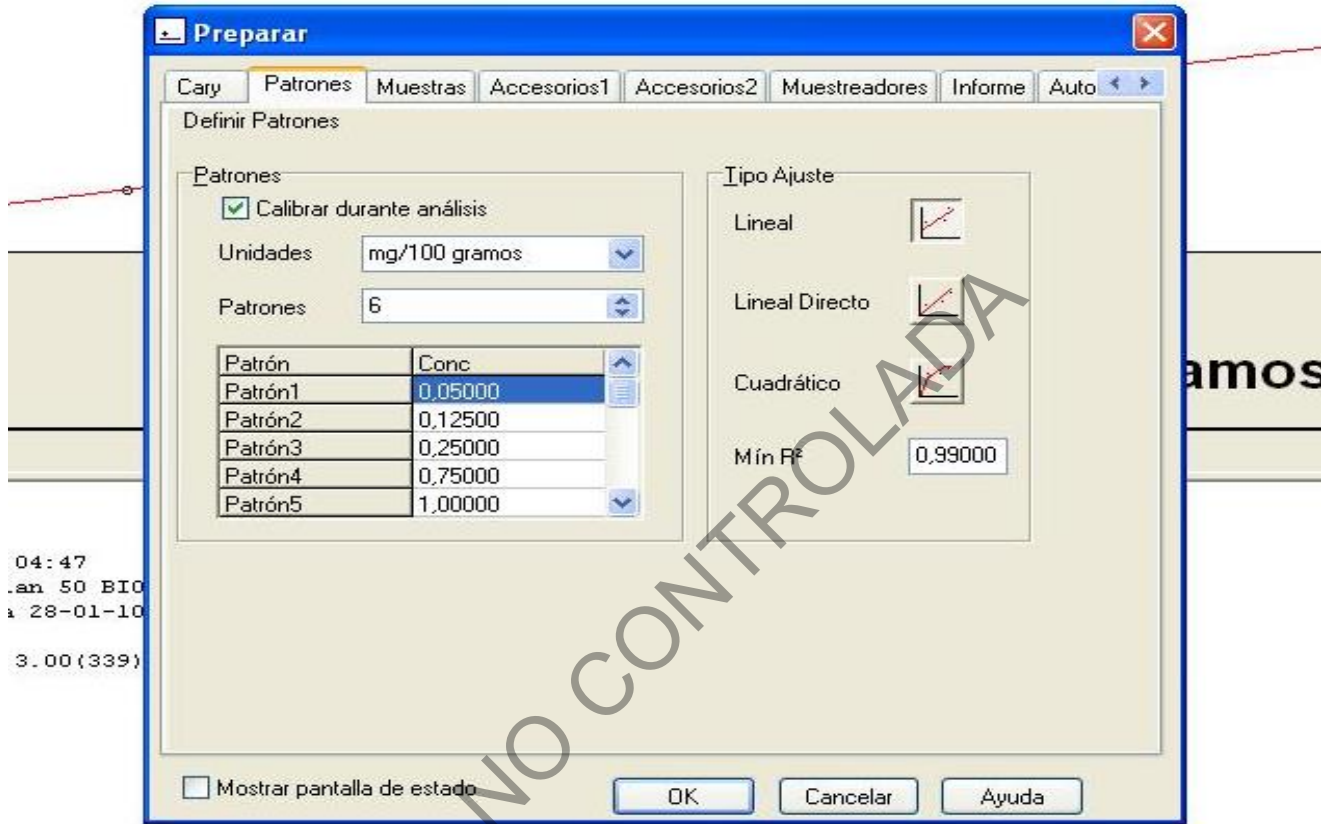 Preparar
Cary Patrones Muestras Accesorios1 Accesorios2 Muestreadores Informe Auto
Definir Patrones
Patrones
Calibrar durante análisis
Unidades mg/100 gramos
Patrones 6
Patrón Conc
Patrón1 0,05000
Patrón2 0,12500
Patrón3 0,25000
Patrón4 0,75000
Patrón5 1,00000
Tipo Ajuste
Lineal
Lineal Directo
Cuadrático
Mín R² 0,99000
amos
04:47
an 50 BIO
28-01-10
3.00(339)
NO CONTROLADA
Mostrar pantalla de estado
OK Cancelar Ayuda